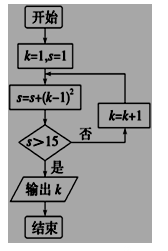 开始
k=1,s=1
s=s+(k-1)²
k=k+1
s>15
否
是
输出 k
结束